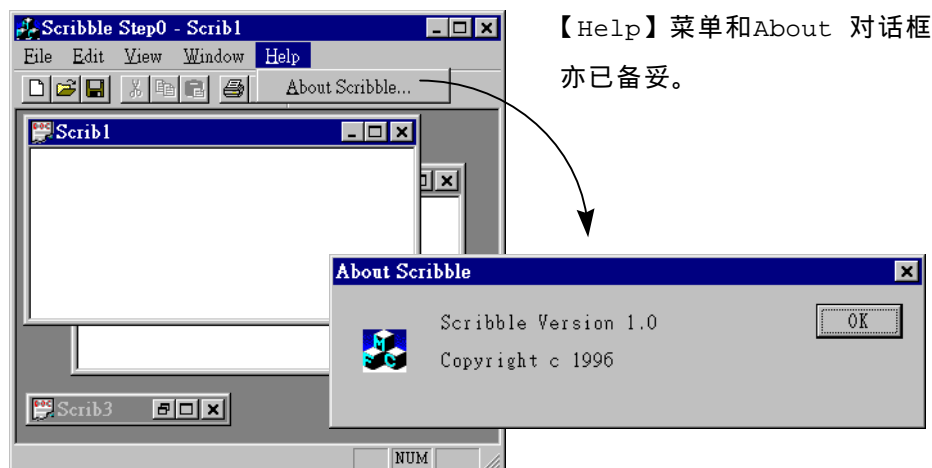 Scribble Step0 - Scrib1
File Edit View Window Help
About Scribble...
【Help】菜单和About 对话框
亦已备妥。
Scrib1
About Scribble
Scribble Version 1.0
OK
Copyright c 1996
MFC
Scrib3
NUM